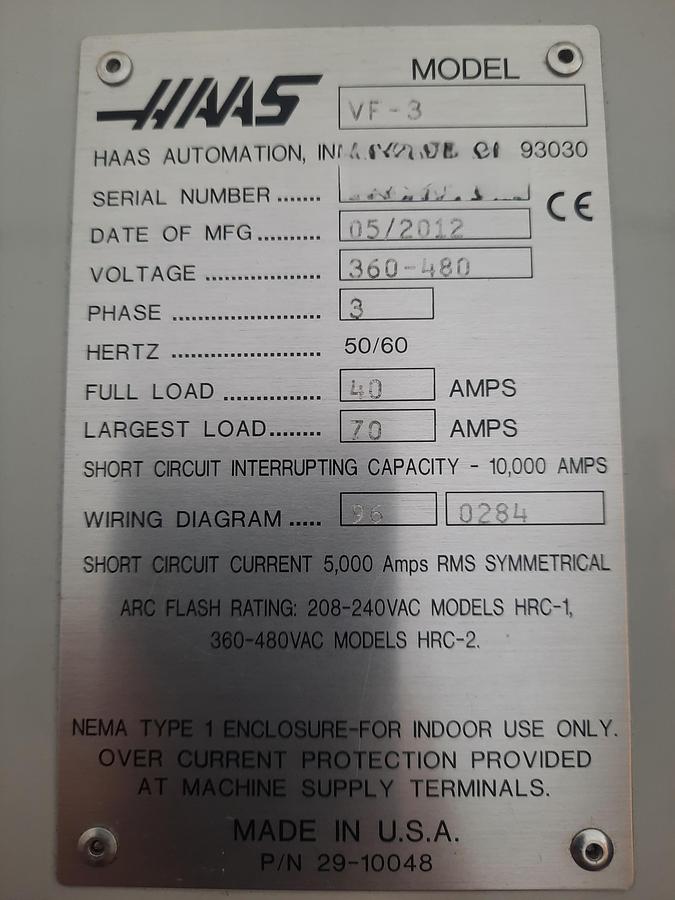 HAAS
MODEL
VF-3
HAAS AUTOMATION, 93030
SERIAL NUMBER .......
CE
DATE OF MFG.......... 05/2012
VOLTAGE .................. 360-480
PHASE ....................... 3
HERTZ ....................... 50/60
FULL LOAD ............... 40 AMPS
LARGEST LOAD........ 70 AMPS
SHORT CIRCUIT INTERRUPTING CAPACITY - 10,000 AMPS
WIRING DIAGRAM ..... 96 0284
SHORT CIRCUIT CURRENT 5,000 Amps RMS SYMMETRICAL
ARC FLASH RATING: 208-240VAC MODELS HRC-1,
360-480VAC MODELS HRC-2.
NEMA TYPE 1 ENCLOSURE-FOR INDOOR USE ONLY.
OVER CURRENT PROTECTION PROVIDED
AT MACHINE SUPPLY TERMINALS.
MADE IN U.S.A.
P/N 29-10048